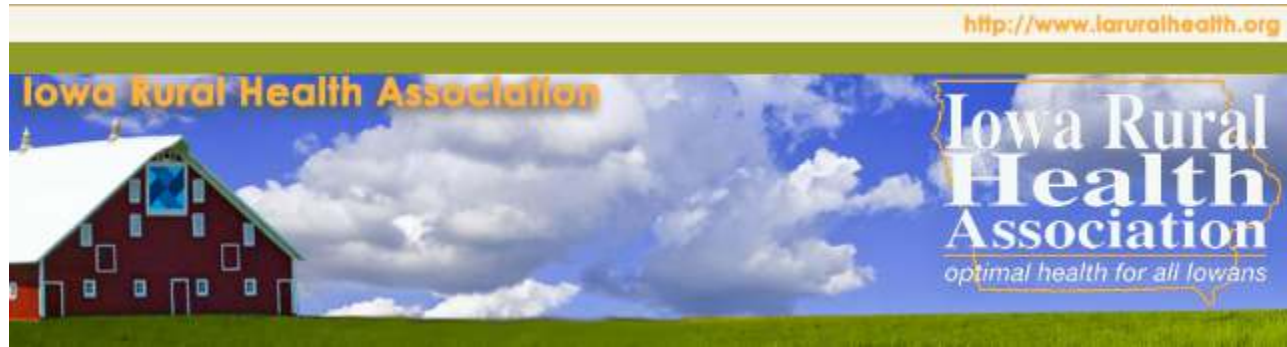 http://www.iaruralhealth.org
Iowa Rural Health Association
Iowa Rural
Health
Association
optimal health for all Iowans